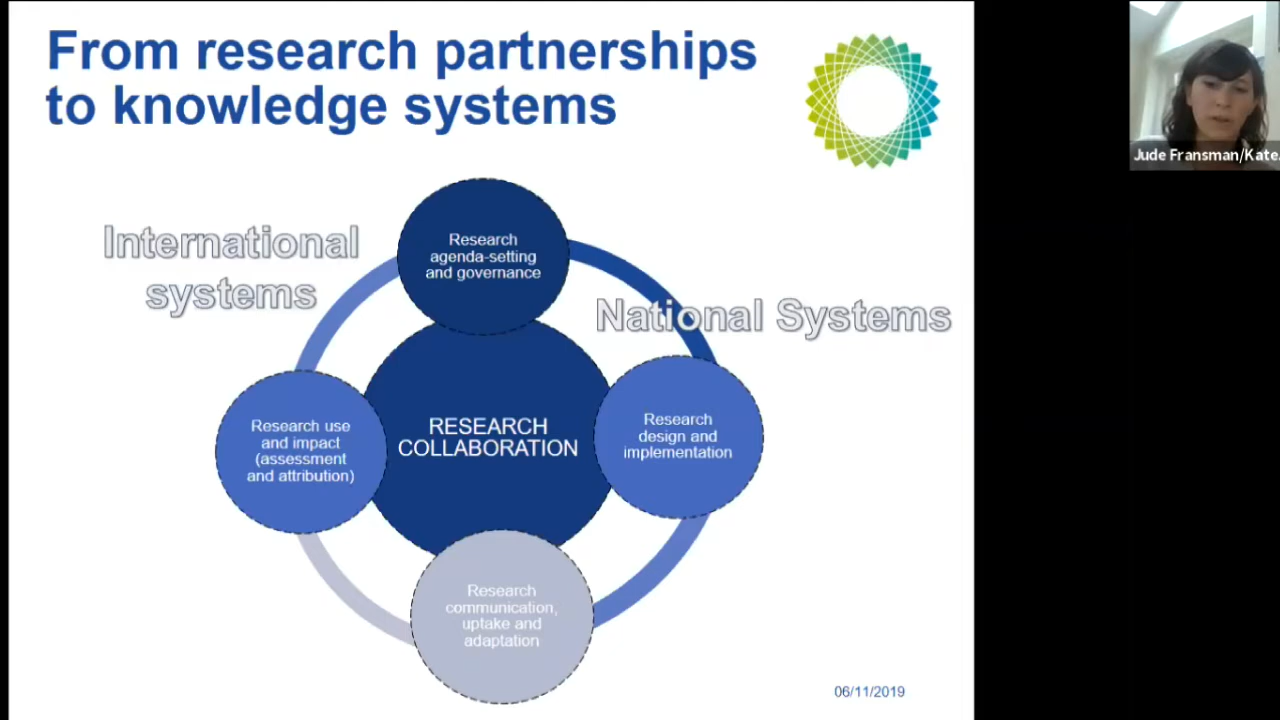 From research partnerships
to knowledge systems
Jude Fransman/Kate
International
systems
Research
agenda-setting
and governance
National Systems
Research use
and impact
(assessment
and attribution)
RESEARCH
COLLABORATION
Research
design and
implementation
Research
communication,
uptake and
adaptation
06/11/2019